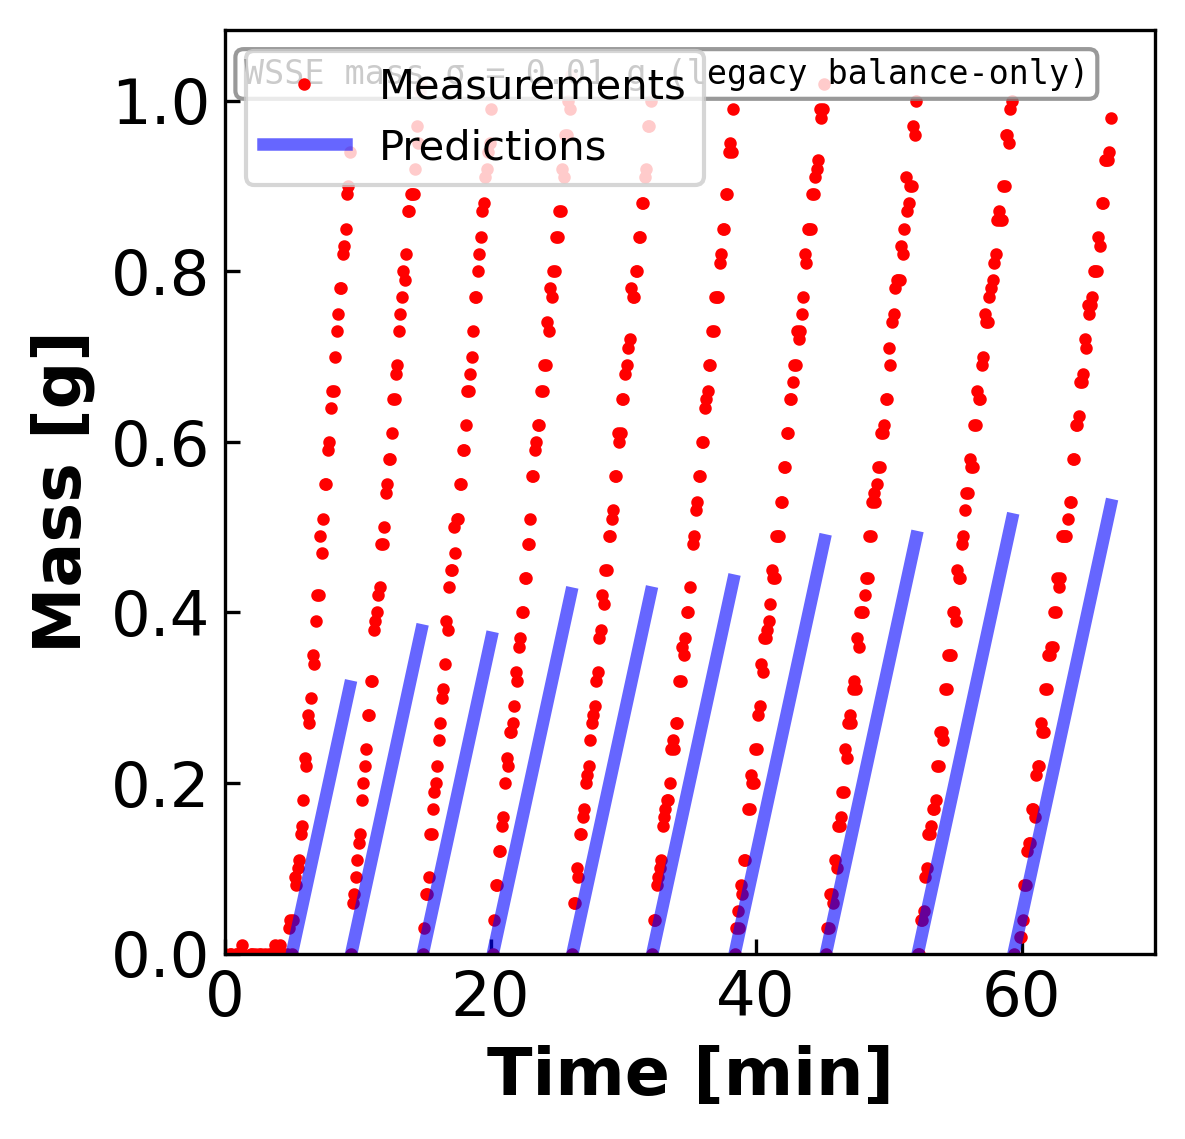 WSSE mass σ = 0.01 g (legacy balance-only)
Measurements
Predictions
1.0
0.8
0.6
0.4
0.2
0.0
0 20 40 60
Mass [g]
Time [min]